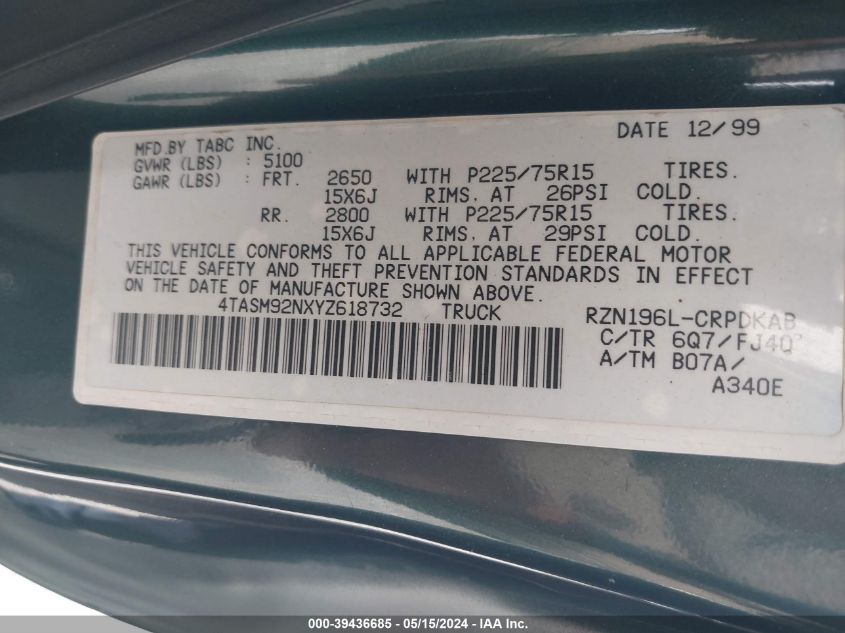 DATE 12/99
MFD.BY TABC INC.
GVWR (LBS) : 5100
GAWR (LBS) : FRT. 2650 WITH P225/75R15 TIRES.
15X6J RIMS, AT 26PSI COLD.
RR. 2800 WITH P225/75R15 TIRES.
15X6J RIMS, AT 29PSI COLD.
THIS VEHICLE CONFORMS TO ALL APPLICABLE FEDERAL MOTOR
VEHICLE SAFETY AND THEFT PREVENTION STANDARDS IN EFFECT
ON THE DATE OF MANUFACTURE SHOWN ABOVE.
4TASM92NXYZ618732 TRUCK RZN196L-CRPDKAB
C/TR 6Q7/FJ40
A/TM B07A/
A340E
000-39436685 - 05/15/2024 - IAA Inc.